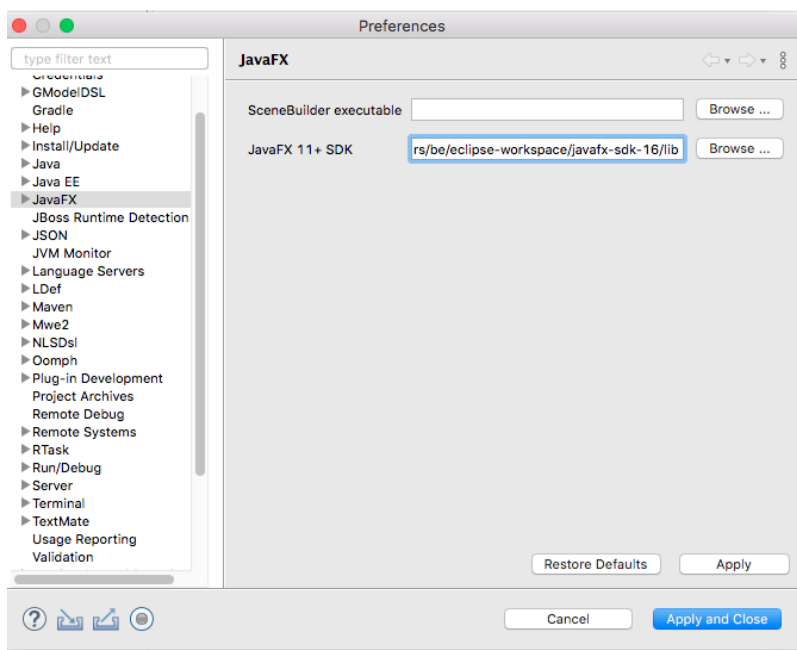 Preferences
type filter text
Credentials
GModelDSL
Gradle
Help
Install/Update
Java
Java EE
JavaFX
JBoss Runtime Detection
JSON
JVM Monitor
Language Servers
LDef
Maven
Mwe2
NLSDsl
Oomph
Plug-in Development
Project Archives
Remote Debug
Remote Systems
RTask
Run/Debug
Server
Terminal
TextMate
Usage Reporting
Validation
JavaFX
SceneBuilder executable
Browse ...
JavaFX 11+ SDK
rs/be/eclipse-workspace/javafx-sdk-16/lib
Browse ...
Restore Defaults
Apply
?
Cancel
Apply and Close